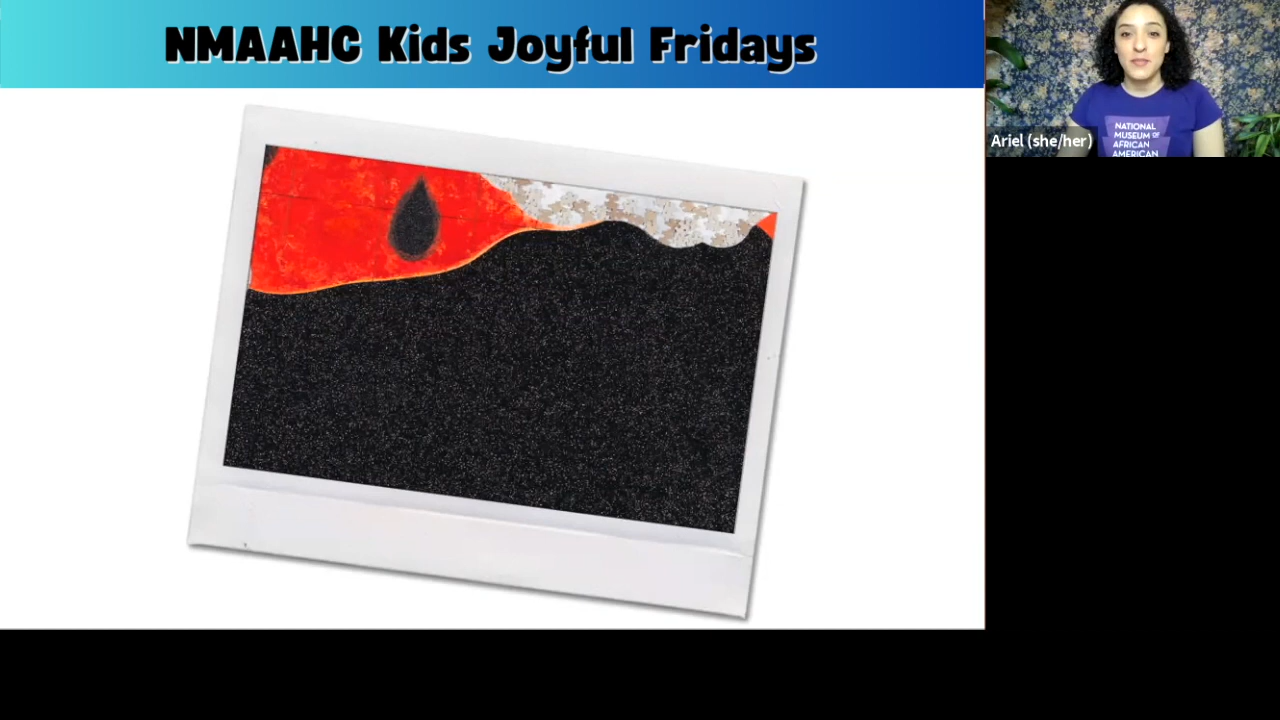 NMAAHC Kids Joyful Fridays
Ariel (she/her)
NATIONAL
MUSEUM OF
AFRICAN
AMERICAN